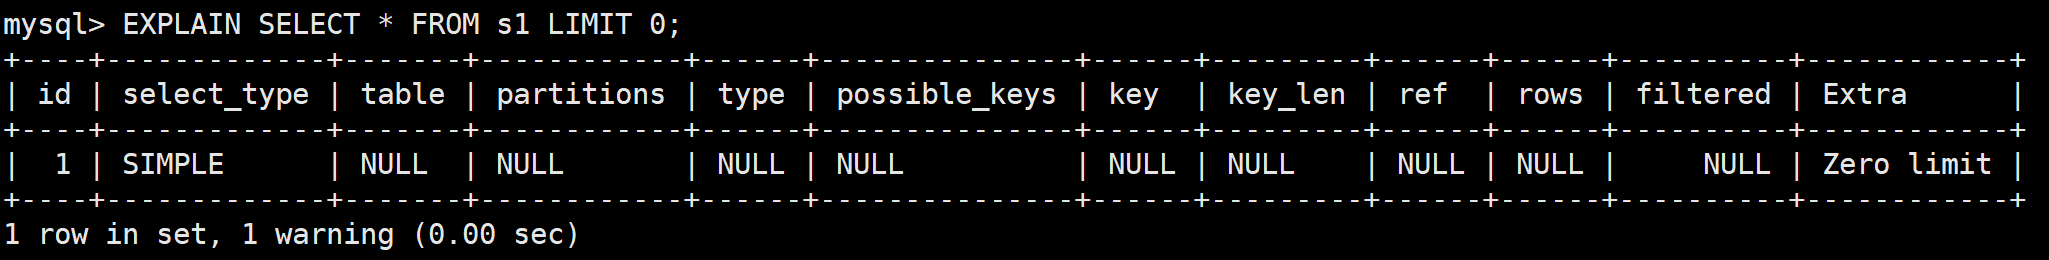 mysql> EXPLAIN SELECT * FROM s1 LIMIT 0;
+----+-------------+-------+------------+------+---------------+------+---------+------+------+----------+------------+
| id | select_type | table | partitions | type | possible_keys | key  | key_len | ref  | rows | filtered | Extra      |
+----+-------------+-------+------------+------+---------------+------+---------+------+------+----------+------------+
|  1 | SIMPLE      | NULL  | NULL       | NULL | NULL          | NULL | NULL    | NULL | NULL |     NULL | Zero limit |
+----+-------------+-------+------------+------+---------------+------+---------+------+------+----------+------------+
1 row in set, 1 warning (0.00 sec)